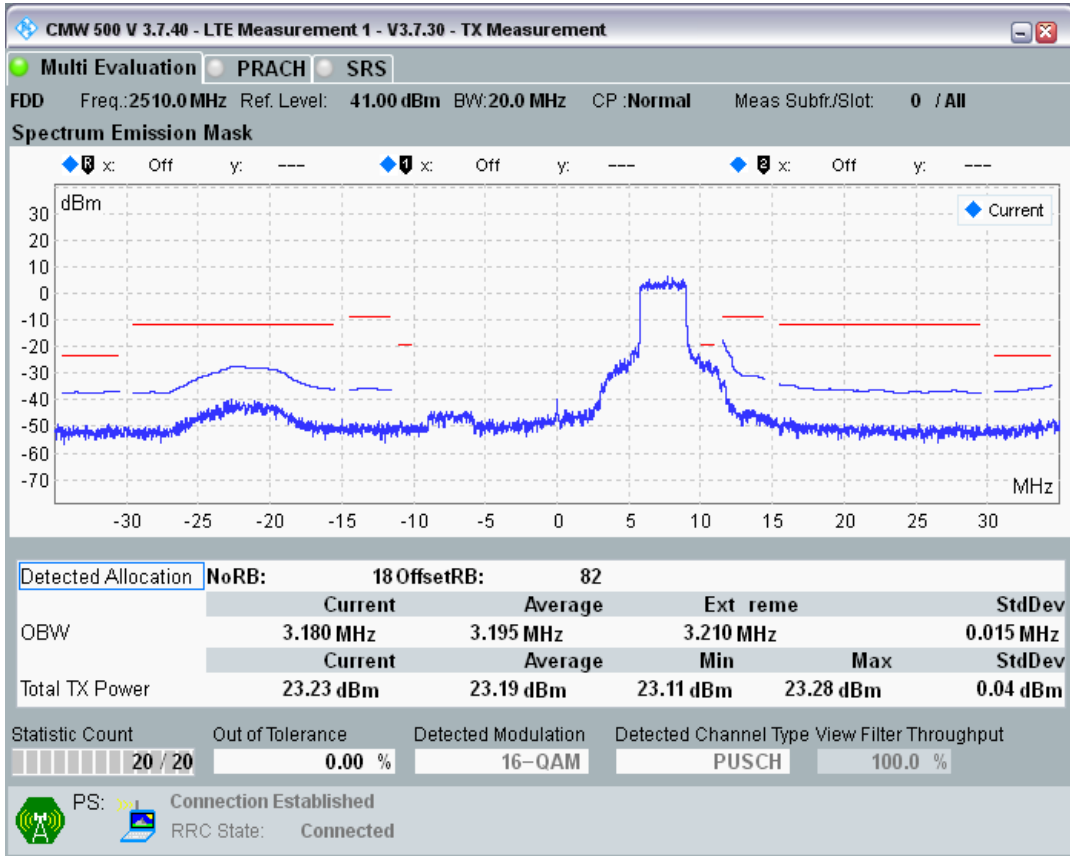 CMW 500 V 3.7.40 - LTE Measurement 1 - V3.7.30 - TX Measurement
Multi Evaluation PRACH SRS
FDD Freq.:2510.0 MHz Ref. Level: 41.00 dBm BW:20.0 MHz CP :Normal Meas Subfr./Slot: 0 / All
Spectrum Emission Mask
R x: Off y: --- 1 x: Off y: --- 2 x: Off y: ---
dBm
Current
30
20
10
0
-10
-20
-30
-40
-50
-60
-70
MHz
-30 -25 -20 -15 -10 -5 0 5 10 15 20 25 30
Detected Allocation NoRB: 18 OffsetRB: 82
Current Average Ext reme StdDev
OBW 3.180 MHz 3.195 MHz 3.210 MHz 0.015 MHz
Current Average Min Max StdDev
Total TX Power 23.23 dBm 23.19 dBm 23.11 dBm 23.28 dBm 0.04 dBm
Statistic Count Out of Tolerance Detected Modulation Detected Channel Type View Filter Throughput
20 / 20 0.00 % 16-QAM PUSCH 100.0 %
PS: Connection Established
RRC State: Connected